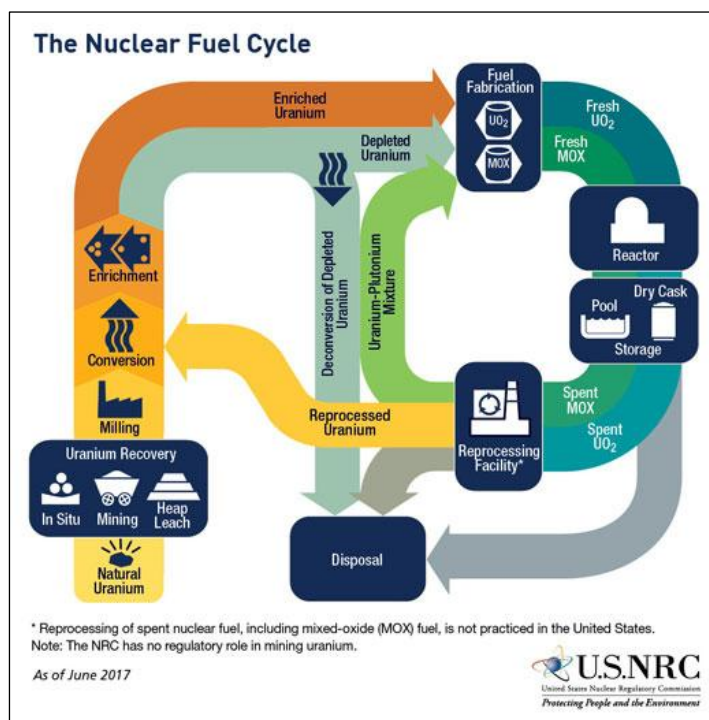 The Nuclear Fuel Cycle
Enriched
Uranium
Depleted
Uranium
Fuel
Fabrication
UO2
MOX
Fresh
UO2
Fresh
MOX
Reactor
Pool
Dry Cask
Storage
Enrichment
Conversion
Milling
Uranium Recovery
In Situ
Mining
Heap
Leach
Natural
Uranium
Deconversion of Depleted
Uranium
Uranium-Plutonium
Mixture
Reprocessed
Uranium
Spent
MOX
Spent
UO2
Reprocessing
Facility*
Disposal
* Reprocessing of spent nuclear fuel, including mixed-oxide (MOX) fuel, is not practiced in the United States.
Note: The NRC has no regulatory role in mining uranium.
As of June 2017
U.S.NRC
United States Nuclear Regulatory Commission
Protecting People and the Environment